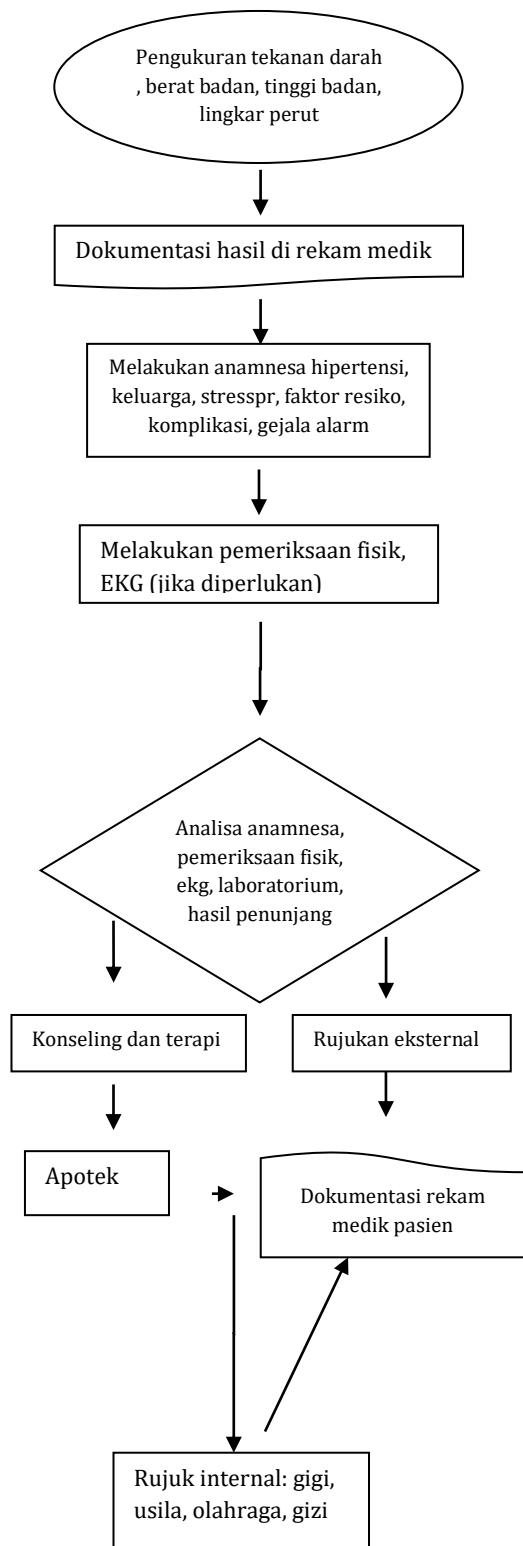 Pengukuran tekanan darah
, berat badan, tinggi badan,
lingkar perut
Dokumentasi hasil di rekam medik
Melakukan anamnesa hipertensi,
keluarga, stresspr, faktor resiko,
komplikasi, gejala alarm
Melakukan pemeriksaan fisik,
EKG (jika diperlukan)
Analisa anamnesa,
pemeriksaan fisik,
ekg, laboratorium,
hasil penunjang
Konseling dan terapi
Rujukan eksternal
Apotek
Dokumentasi rekam
medik pasien
Rujuk internal: gigi,
usila, olahraga, gizi